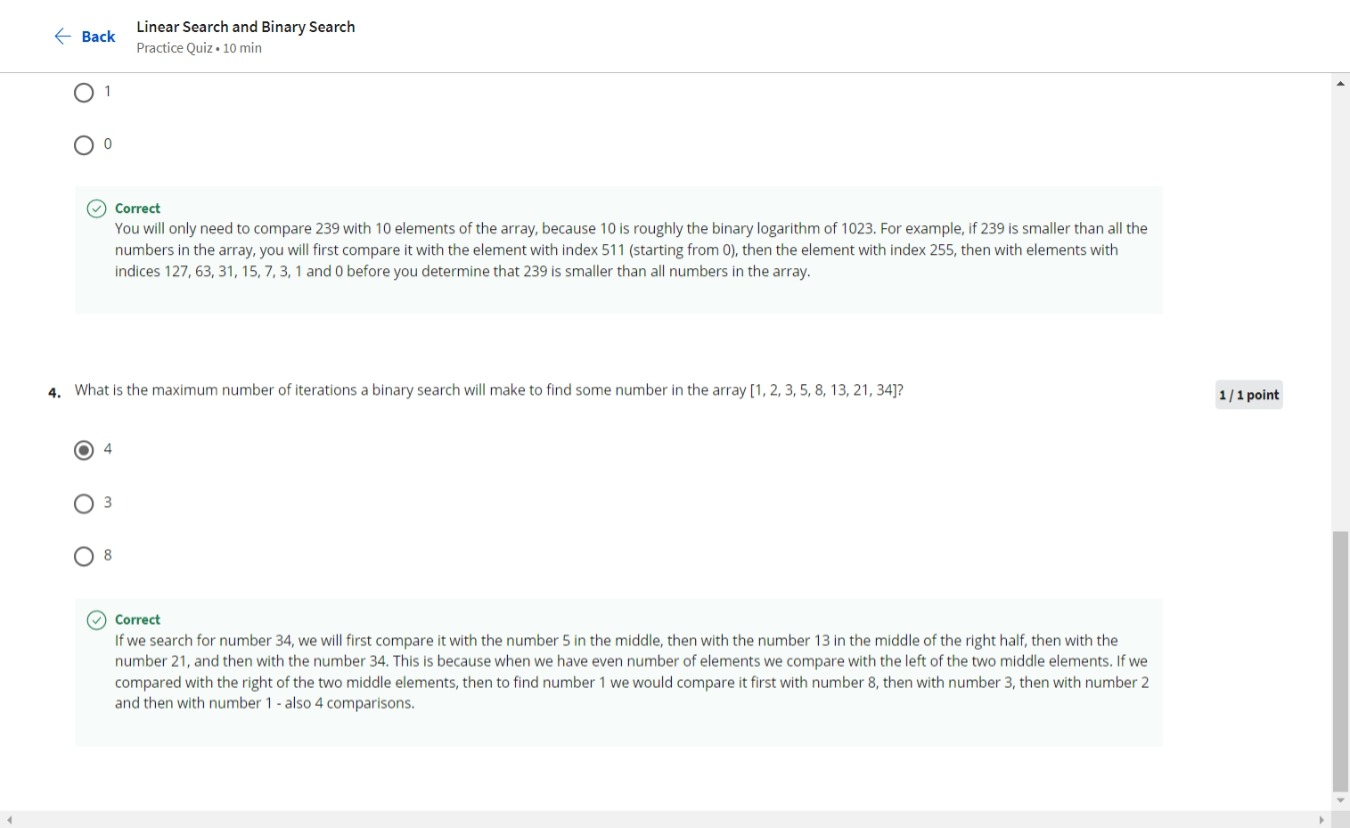 Back
Linear Search and Binary Search
Practice Quiz • 10 min
1
0
Correct
You will only need to compare 239 with 10 elements of the array, because 10 is roughly the binary logarithm of 1023. For example, if 239 is smaller than all the
numbers in the array, you will first compare it with the element with index 511 (starting from 0), then the element with index 255, then with elements with
indices 127, 63, 31, 15, 7, 3, 1 and 0 before you determine that 239 is smaller than all numbers in the array.
4. What is the maximum number of iterations a binary search will make to find some number in the array [1, 2, 3, 5, 8, 13, 21, 34]?
1 / 1 point
4
3
8
Correct
If we search for number 34, we will first compare it with the number 5 in the middle, then with the number 13 in the middle of the right half, then with the
number 21, and then with the number 34. This is because when we have even number of elements we compare with the left of the two middle elements. If we
compared with the right of the two middle elements, then to find number 1 we would compare it first with number 8, then with number 3, then with number 2
and then with number 1 - also 4 comparisons.